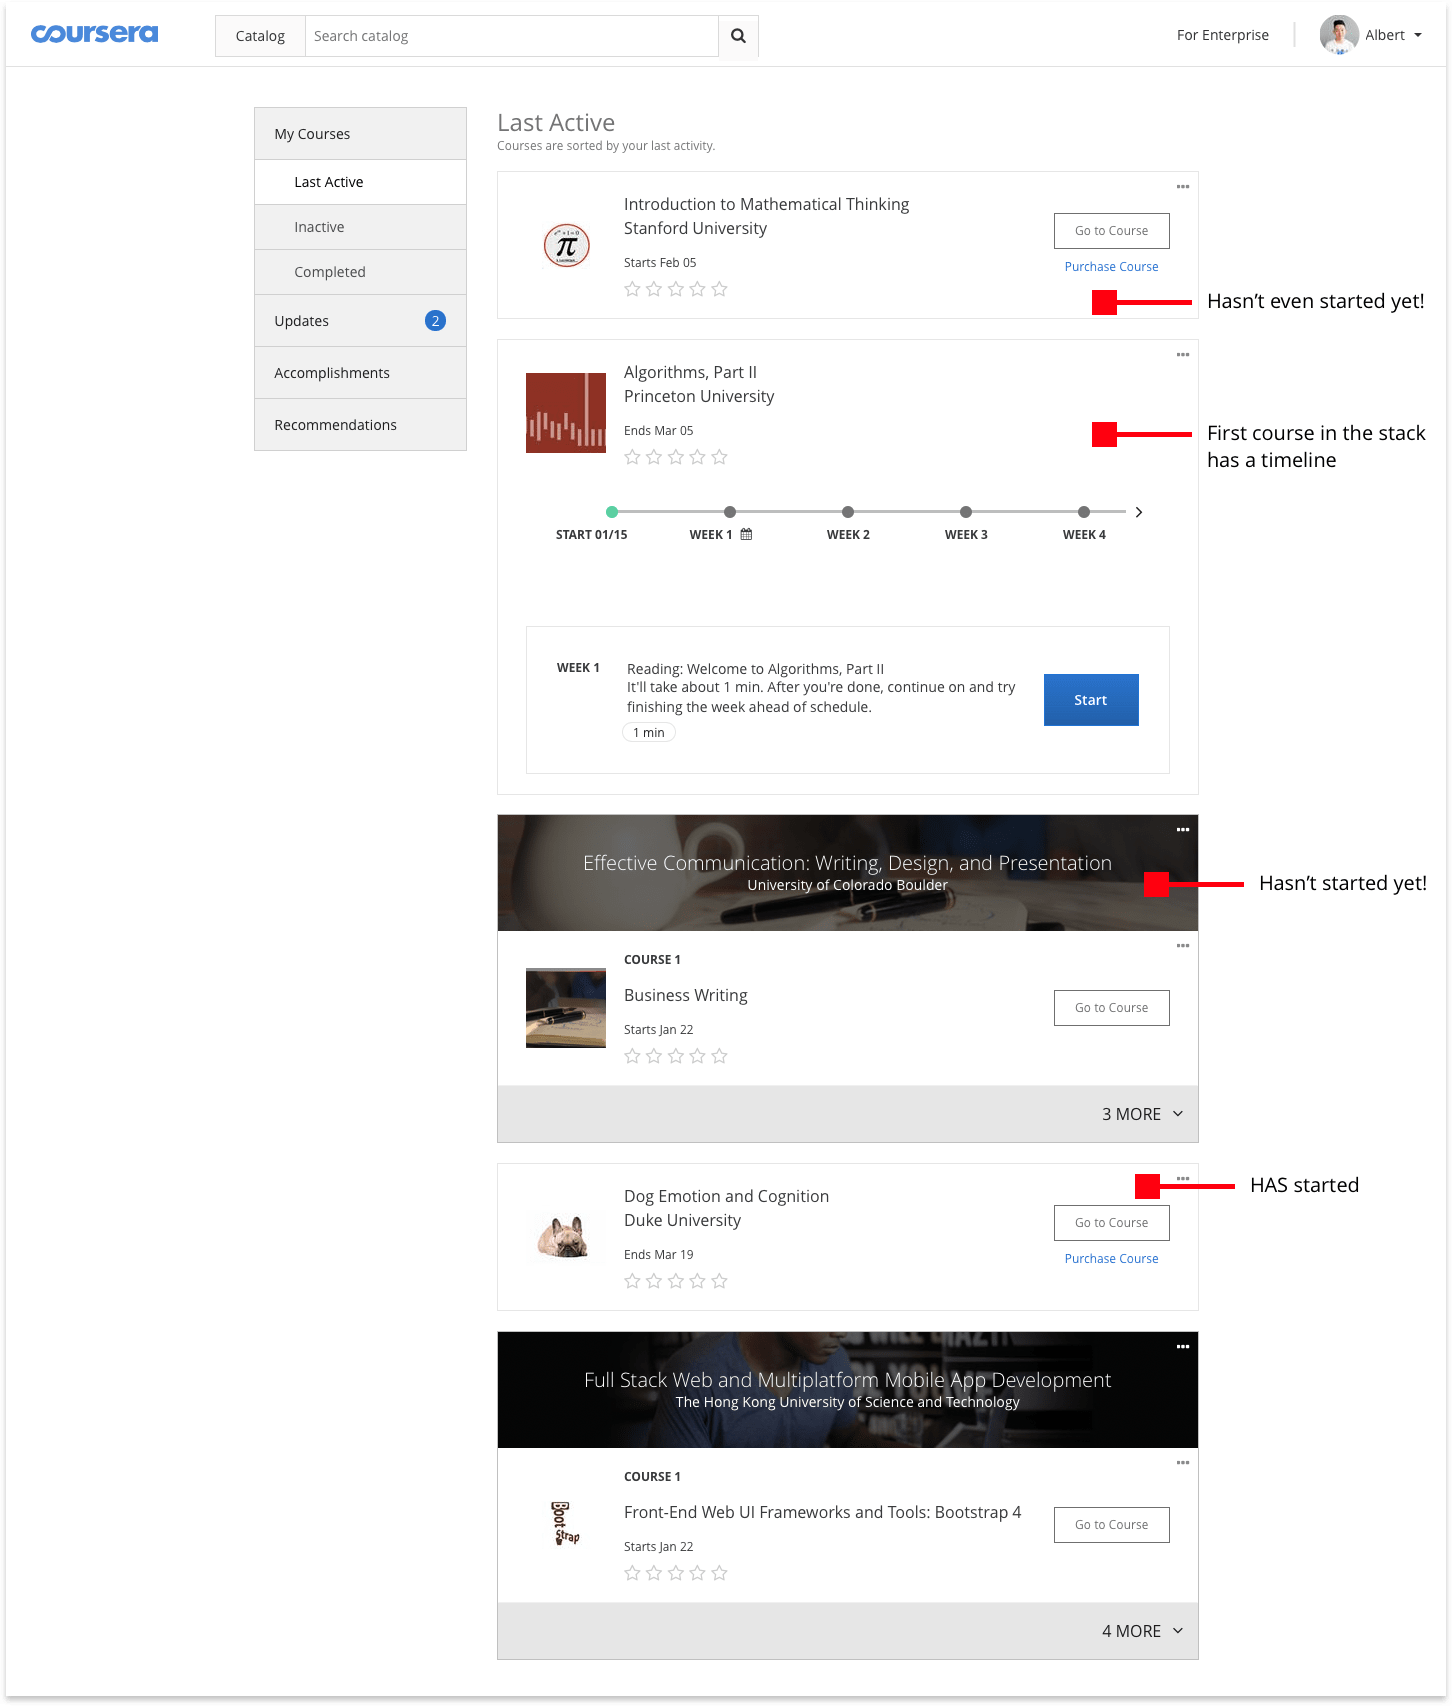 coursera
Catalog
Search catalog
For Enterprise
Albert
My Courses
Last Active
Inactive
Completed
Updates
2
Accomplishments
Recommendations
Last Active
Courses are sorted by your last activity.
Introduction to Mathematical Thinking
Stanford University
Starts Feb 05
Go to Course
Purchase Course
Hasn’t even started yet!
π
Algorithms, Part II
Princeton University
Ends Mar 05
First course in the stack
has a timeline
START 01/15
WEEK 1
WEEK 2
WEEK 3
WEEK 4
WEEK 1
Reading: Welcome to Algorithms, Part II
It'll take about 1 min. After you're done, continue on and try
finishing the week ahead of schedule.
1 min
Start
Effective Communication: Writing, Design, and Presentation
University of Colorado Boulder
Hasn’t started yet!
COURSE 1
Business Writing
Starts Jan 22
Go to Course
3 MORE
HAS started
Dog Emotion and Cognition
Duke University
Ends Mar 19
Go to Course
Purchase Course
Full Stack Web and Multiplatform Mobile App Development
The Hong Kong University of Science and Technology
COURSE 1
Front-End Web UI Frameworks and Tools: Bootstrap 4
Starts Jan 22
Go to Course
Boot
Strap
4 MORE